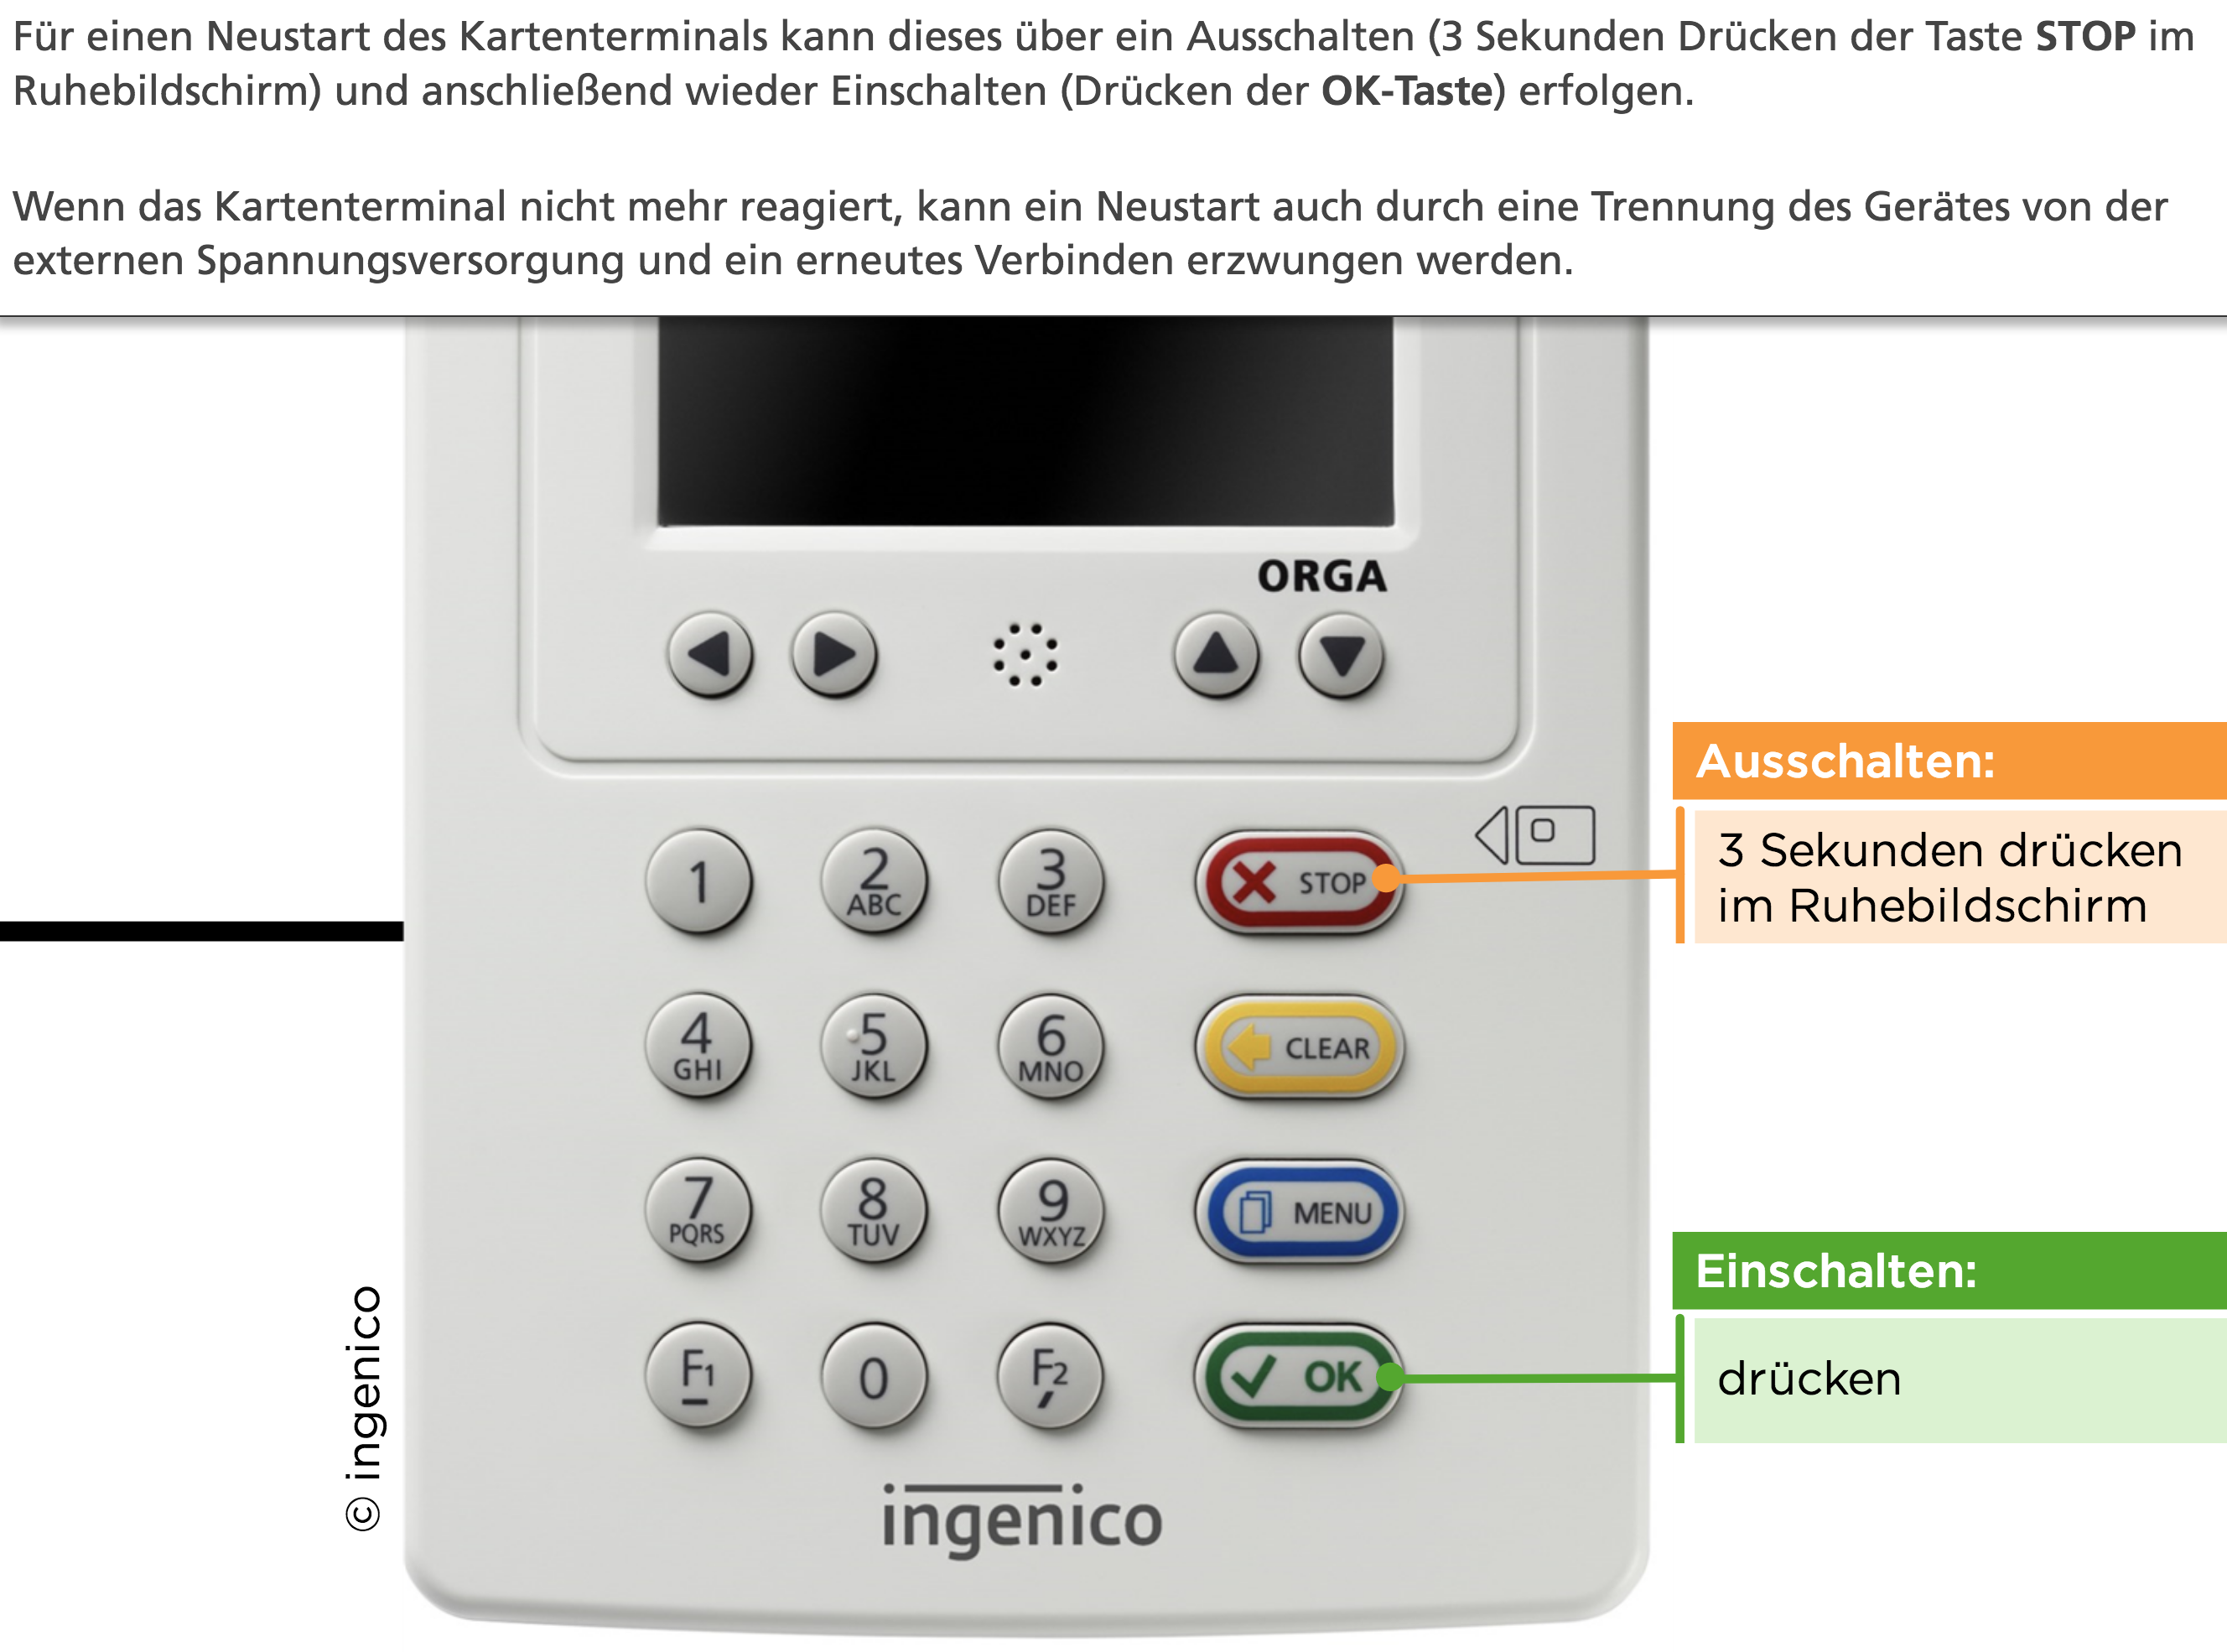 Für einen Neustart des Kartenterminals kann dieses über ein Ausschalten (3 Sekunden Drücken der Taste STOP im
Ruhebildschirm) und anschließend wieder Einschalten (Drücken der OK-Taste) erfolgen.
Wenn das Kartenterminal nicht mehr reagiert, kann ein Neustart auch durch eine Trennung des Gerätes von der
externen Spannungsversorgung und ein erneutes Verbinden erzwungen werden.
ORGA
Ausschalten:
3 Sekunden drücken
im Ruhebildschirm
1
2
ABC
3
DEF
STOP
4
GHI
5
JKL
6
MNO
CLEAR
7
PQRS
8
TUV
9
WXYZ
MENU
Einschalten:
drücken
F1
0
F2
,
OK
ingenico
© ingenico